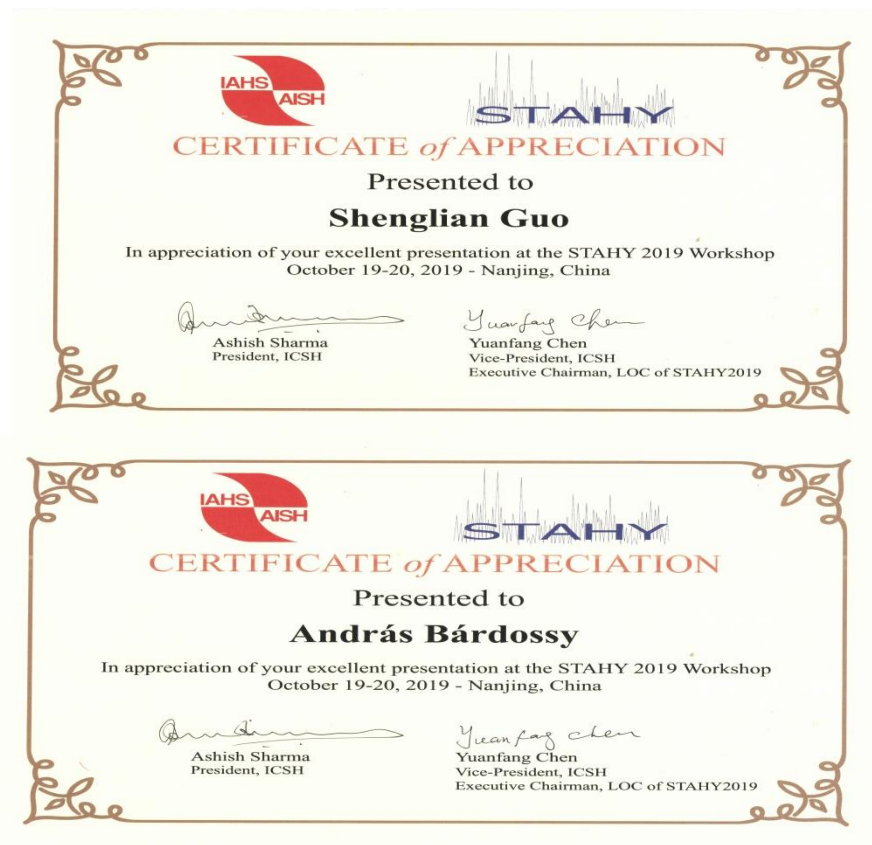 IAHS
AISH
STAHY
CERTIFICATE of APPRECIATION
Presented to
Shenglian Guo
In appreciation of your excellent presentation at the STAHY 2019 Workshop
October 19-20, 2019 - Nanjing, China
Yuanfang Chen
Ashish Sharma
President, ICSH
Yuanfang Chen
Vice-President, ICSH
Executive Chairman, LOC of STAHY2019
IAHS
AISH
STAHY
CERTIFICATE of APPRECIATION
Presented to
András Bárdossy
In appreciation of your excellent presentation at the STAHY 2019 Workshop
October 19-20, 2019 - Nanjing, China
Yuanfang Chen
Ashish Sharma
President, ICSH
Yuanfang Chen
Vice-President, ICSH
Executive Chairman, LOC of STAHY2019